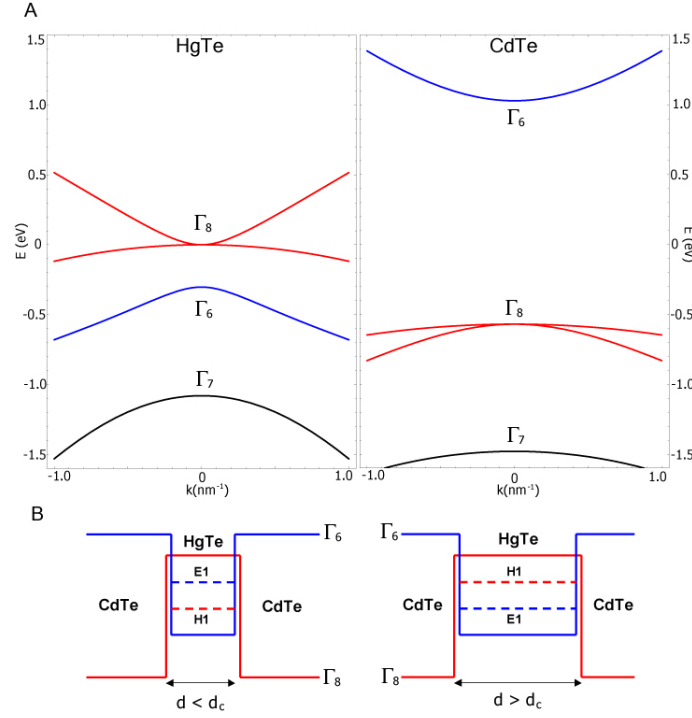 A
HgTe
CdTe
1.5
1.0
0.5
0
-0.5
-1.0
-1.5
E (eV)
Γ8
Γ6
Γ7
-1.0
0
1.0
k(nm-1)
Γ6
Γ8
Γ7
1.5
1.0
0.5
0
-0.5
-1.0
-1.5
E (eV)
-1.0
0
1.0
k(nm-1)
B
HgTe
Γ6
E1
CdTe
CdTe
H1
Γ8
d < dc
Γ6
HgTe
H1
CdTe
CdTe
E1
Γ8
d > dc